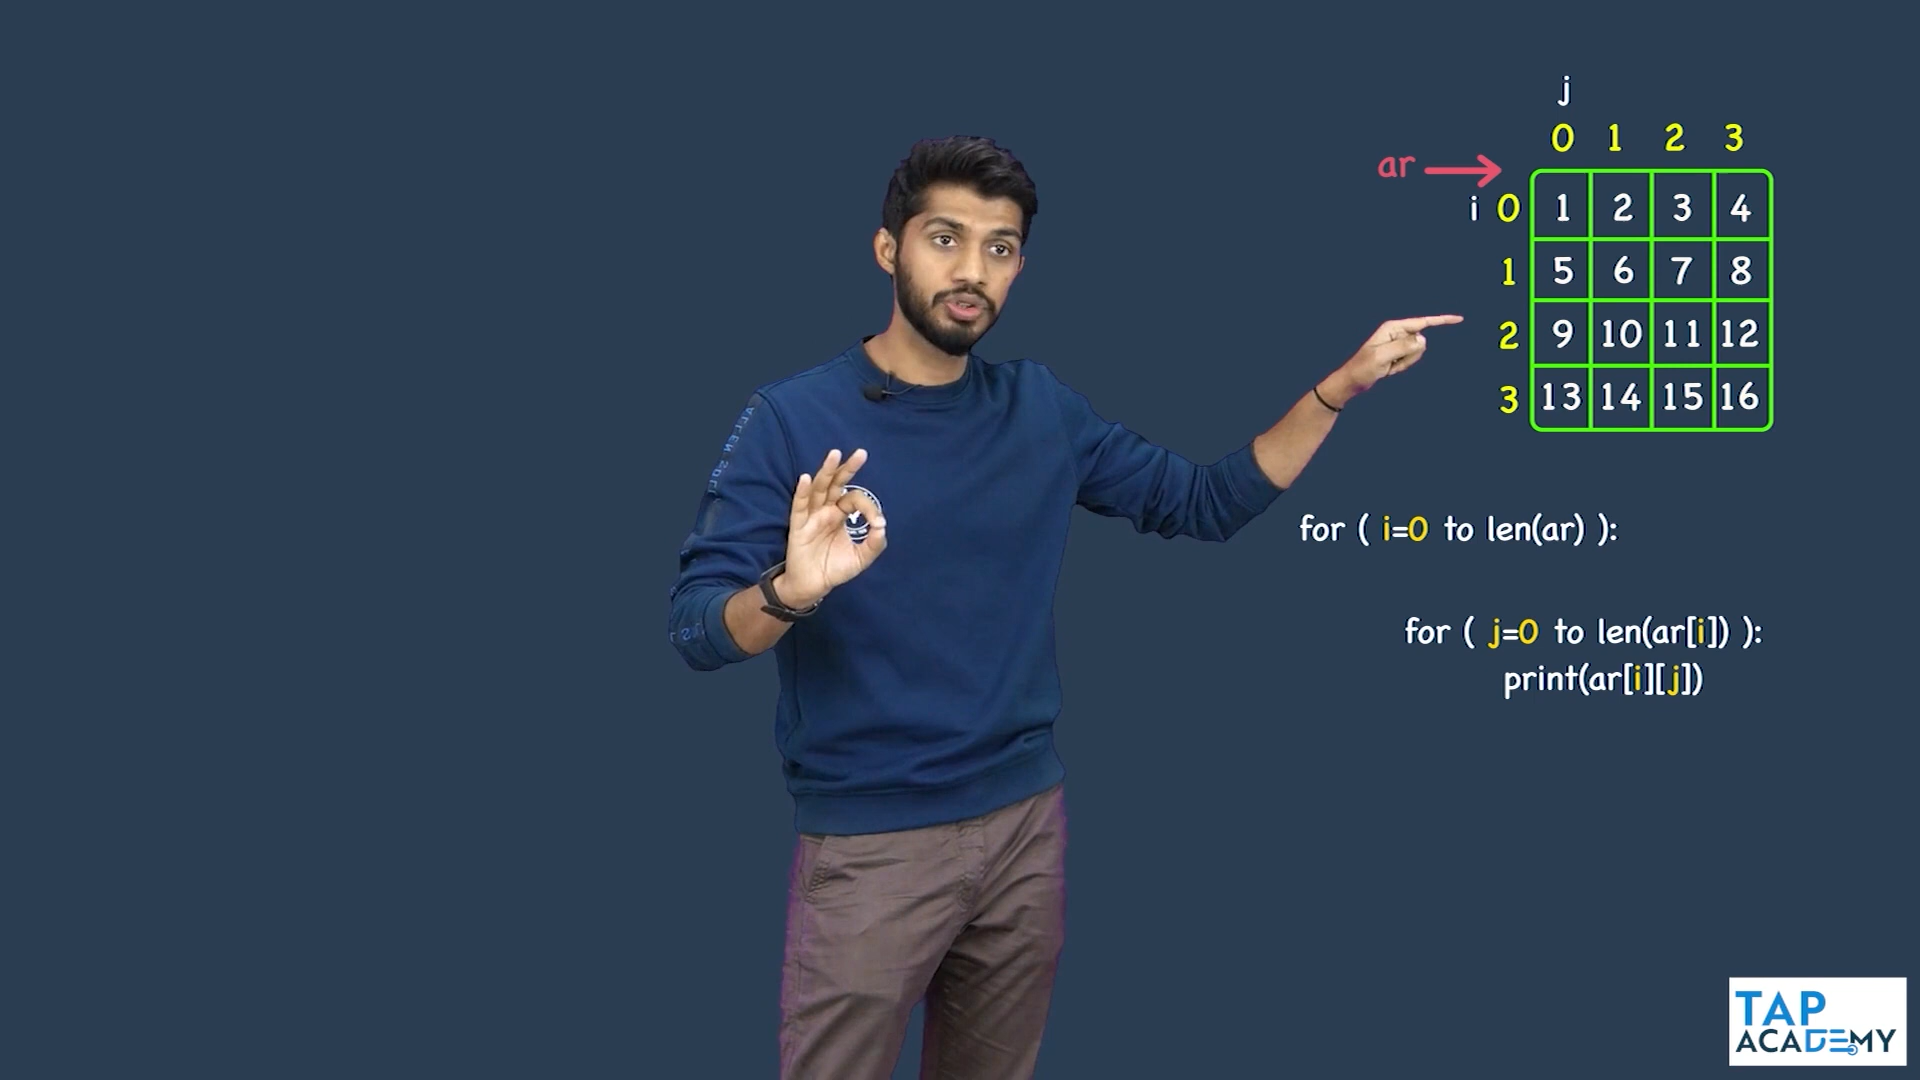 j
0 1 2 3
ar
i 0 1 2 3 4
1 5 6 7 8
2 9 10 11 12
3 13 14 15 16
for ( i=0 to len(ar) ):
for ( j=0 to len(ar[i]) ):
print(ar[i][j])
TAP
ACADEMY